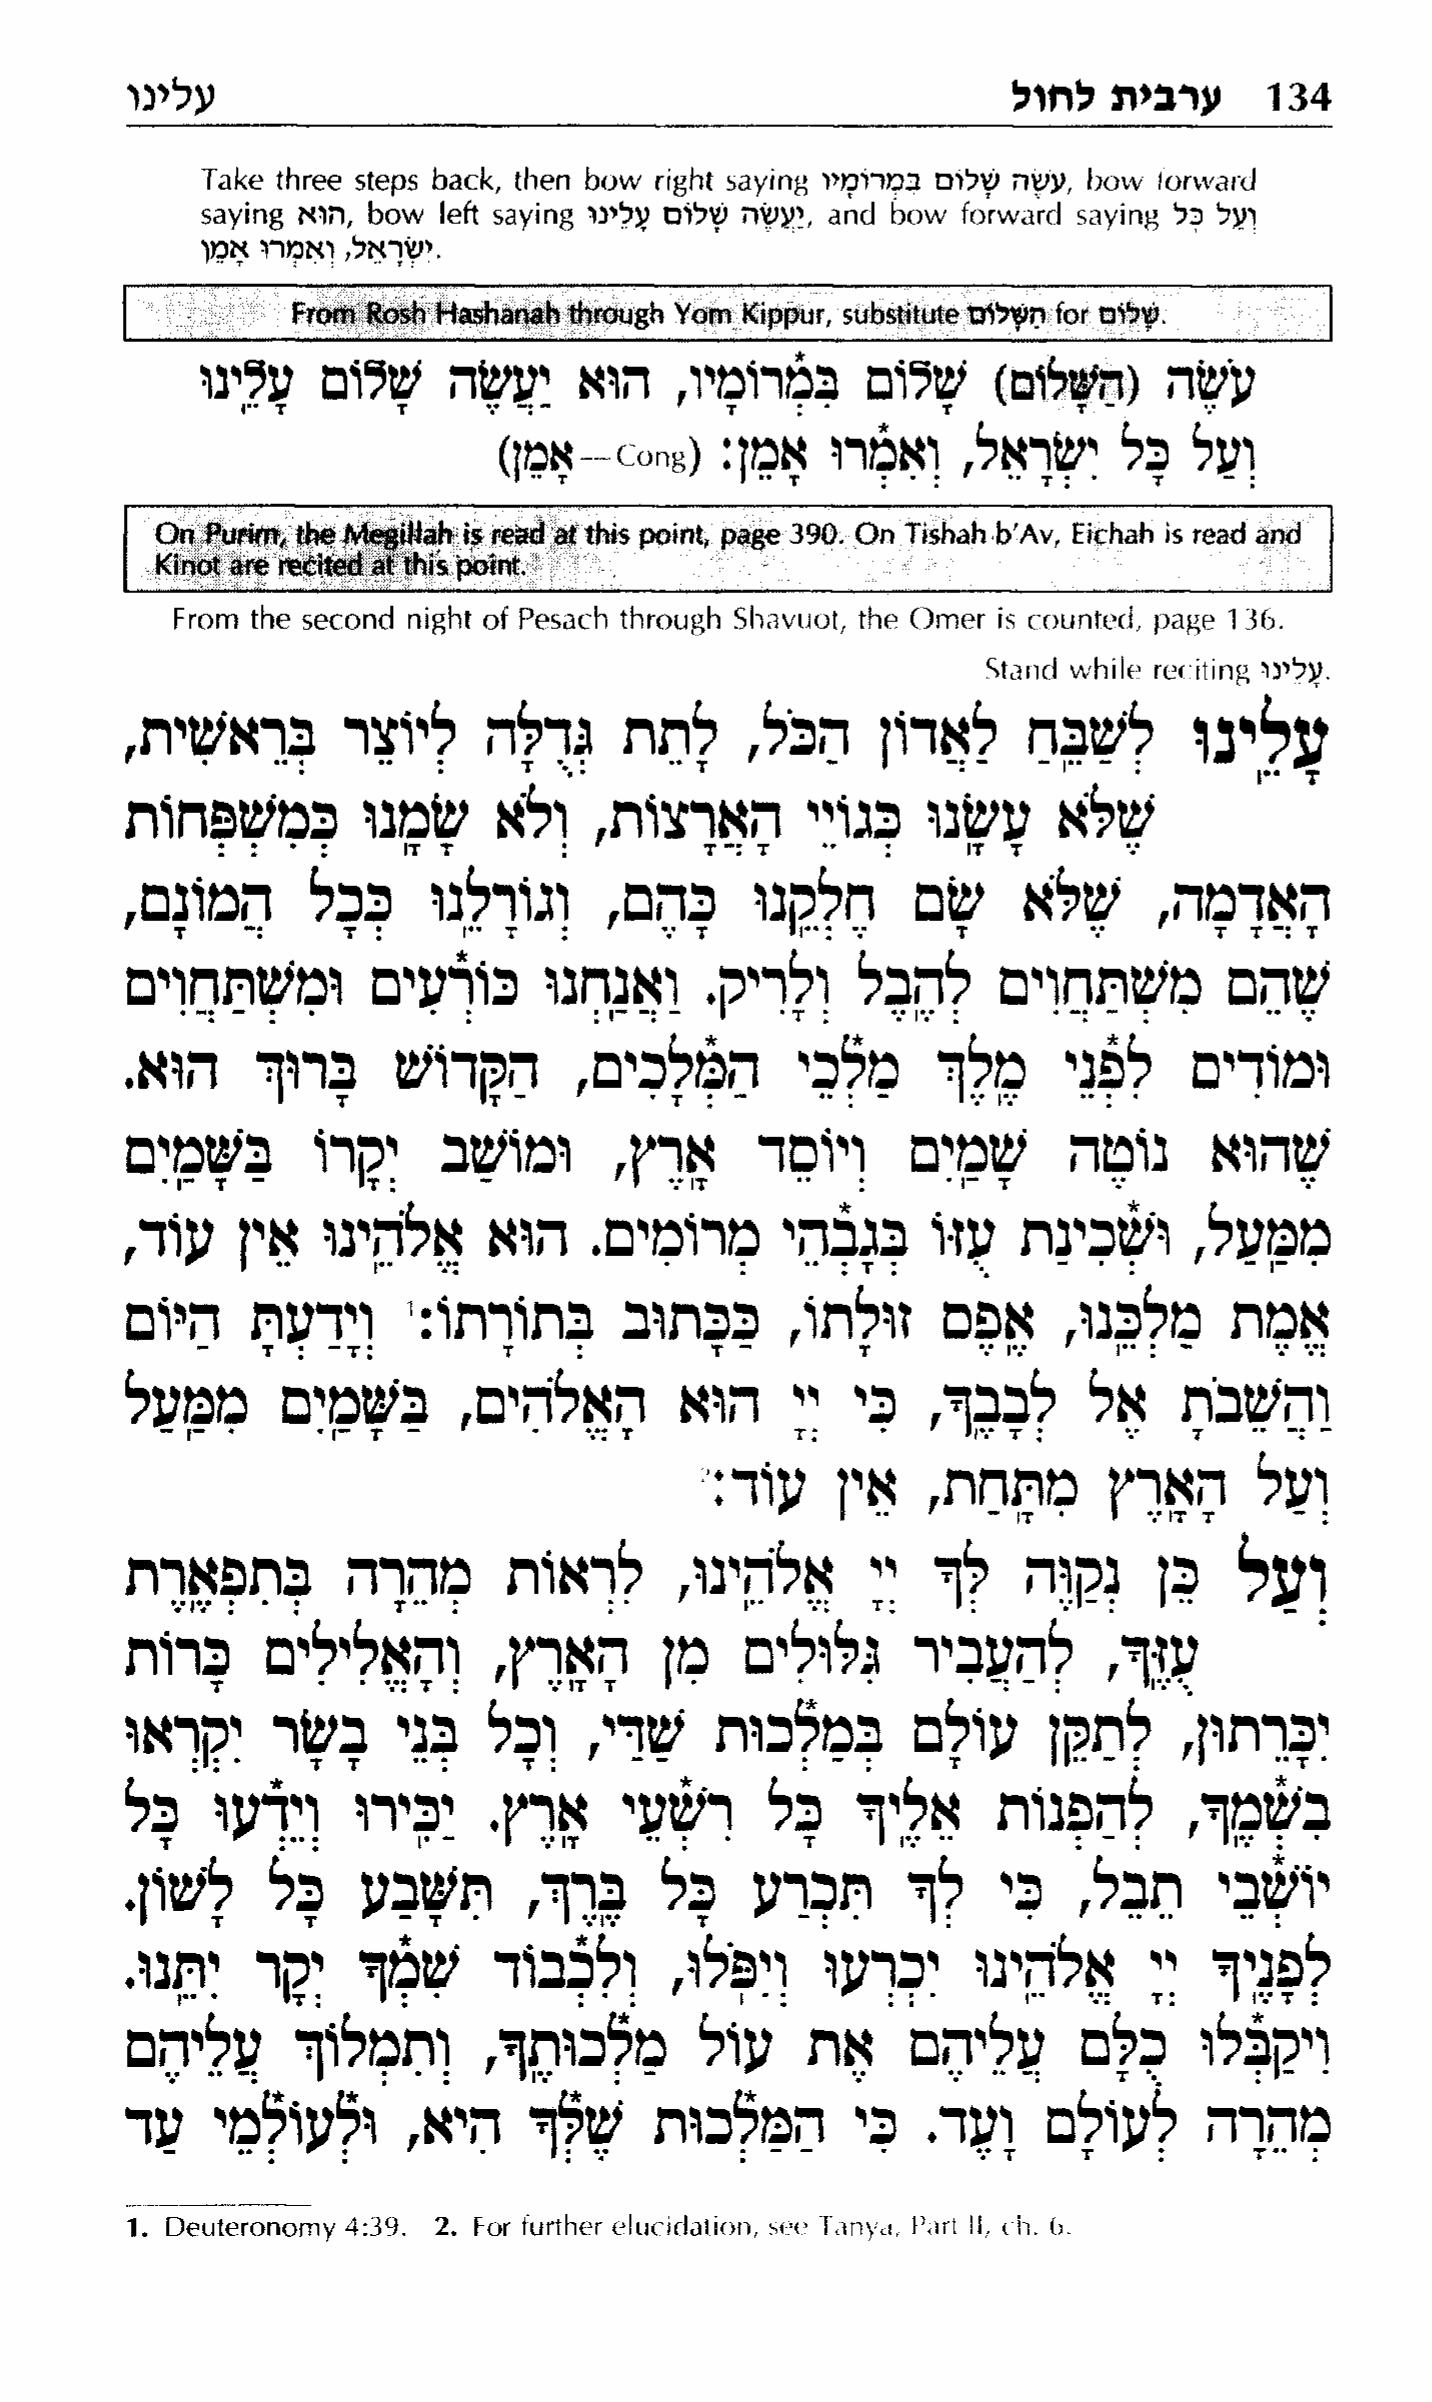 134 ערבית לחול עלינו
Take three steps back, then bow right saying עֹשֶׂה שָׁלוֹם בִּמְרוֹמָיו, bow forward
saying הוּא, bow left saying יַעֲשֶׂה שָׁלוֹם עָלֵינוּ, and bow forward saying וְעַל כָּל
יִשְׂרָאֵל, וְאִמְרוּ אָמֵן.
From Rosh Hashanah through Yom Kippur, substitute הַשָּׁלוֹם for שָׁלוֹם.
עֹשֶׂה (הַשָּׁלוֹם) שָׁלוֹם בִּמְֿרוֹמָיו, הוּא יַעֲשֶׂה שָׁלוֹם עָלֵינוּ
וְעַל כָּל יִשְׂרָאֵל, וְאִמְֿרוּ אָמֵן: (Cong—אָמֵן)
On Purim, the Megillah is read at this point, page 390. On Tishah b'Av, Eichah is read and
Kinot are recited at this point.
From the second night of Pesach through Shavuot, the Omer is counted, page 136.
Stand while reciting עָלֵינוּ.
עָלֵינוּ לְשַׁבֵּחַ לַאֲדוֹן הַכֹּל, לָתֵת גְּדֻלָּה לְיוֹצֵר בְּרֵאשִׁית,
שֶׁלֹּא עָשָׂנוּ כְּגוֹיֵי הָאֲרָצוֹת, וְלֹא שָׂמָנוּ כְּמִשְׁפְּחוֹת
הָאֲדָמָה, שֶׁלֹּא שָׂם חֶלְקֵנוּ כָּהֶם, וְגוֹרָלֵנוּ כְּכָל הֲמוֹנָם,
שֶׁהֵם מִשְׁתַּחֲוִים לְהֶבֶל וְלָרִיק. וַאֲנַחְנוּ כּוֹרְעִים וּמִשְׁתַּחֲוִים
וּמוֹדִים לִפְנֵי מֶלֶךְ מַלְכֵי הַמְּלָכִים, הַקָּדוֹשׁ בָּרוּךְ הוּא.
שֶׁהוּא נוֹטֶה שָׁמַיִם וְיוֹסֵד אָרֶץ, וּמוֹשַׁב יְקָרוֹ בַּשָּׁמַיִם
מִמַּעַל, וּשְׁכִינַת עֻזּוֹ בְּגָבְהֵי מְרוֹמִים. הוּא אֱלֹהֵינוּ אֵין עוֹד,
אֱמֶת מַלְכֵּנוּ, אֶפֶס זוּלָתוֹ, כַּכָּתוּב בְּתוֹרָתוֹ:¹ וְיָדַעְתָּ הַיּוֹם
וַהֲשֵׁבֹתָ אֶל לְבָבֶךָ, כִּי יְיָ הוּא הָאֱלֹהִים, בַּשָּׁמַיִם מִמַּעַל
וְעַל הָאָרֶץ מִתָּחַת, אֵין עוֹד:²
וְעַל כֵּן נְקַוֶּה לְּךָ יְיָ אֱלֹהֵינוּ, לִרְאוֹת מְהֵרָה בְּתִפְאֶרֶת
עֻזֶּךָ, לְהַעֲבִיר גִּלּוּלִים מִן הָאָרֶץ, וְהָאֱלִילִים כָּרוֹת
יִכָּרֵתוּן, לְתַקֵּן עוֹלָם בְּמַלְכוּת שַׁדַּי, וְכָל בְּנֵי בָשָׂר יִקְרְאוּ
בִשְׁמֶךָ, לְהַפְנוֹת אֵלֶיךָ כָּל רִשְׁעֵי אָרֶץ. יַכִּירוּ וְיֵדְעוּ כָּל
יוֹשְׁבֵי תֵבֵל, כִּי לְךָ תִּכְרַע כָּל בֶּרֶךְ, תִּשָּׁבַע כָּל לָשׁוֹן.
לְפָנֶיךָ יְיָ אֱלֹהֵינוּ יִכְרְעוּ וְיִפֹּלוּ, וְלִכְבוֹד שִׁמְךָ יְקָר יִתֵּנוּ.
וִיקַבְּלוּ כֻלָּם עֲלֵיהֶם אֶת עוֹל מַלְכוּתֶךָ, וְתִמְלוֹךְ עֲלֵיהֶם
מְהֵרָה לְעוֹלָם וָעֶד. כִּי הַמַּלְכוּת שֶׁלְּךָ הִיא, וּלְעוֹלְמֵי עַד
1. Deuteronomy 4:39. 2. For further elucidation, see Tanya, Part II, ch. 6.